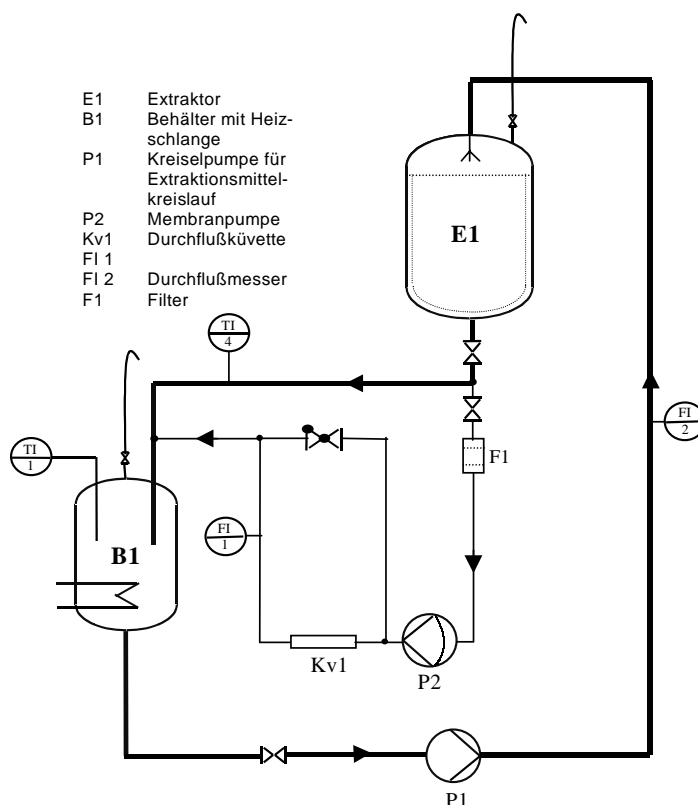 E1 Extraktor
B1 Behälter mit Heiz-
schlange
P1 Kreiselpumpe für
Extraktionsmittel-
kreislauf
P2 Membranpumpe
Kv1 Durchflußküvette
FI 1
FI 2 Durchflußmesser
F1 Filter
E1
TI
4
FI
2
TI
1
F1
FI
1
B1
Kv1
P2
P1